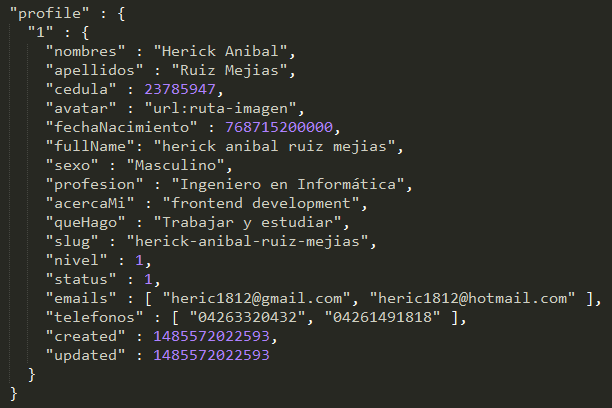 "profile" : {
"1" : {
"nombres" : "Herick Anibal",
"apellidos" : "Ruiz Mejias",
"cedula" : 23785947,
"avatar" : "url:ruta-imagen",
"fechaNacimiento" : 768715200000,
"fullName": "herick anibal ruiz mejias",
"sexo" : "Masculino",
"profesion" : "Ingeniero en Informática",
"acercaMi" : "frontend development",
"queHago" : "Trabajar y estudiar",
"slug" : "herick-anibal-ruiz-mejias",
"nivel" : 1,
"status" : 1,
"emails" : [ "heric1812@gmail.com", "heric1812@hotmail.com" ],
"telefonos" : [ "04263320432", "04261491818" ],
"created" : 1485572022593,
"updated" : 1485572022593
}
}